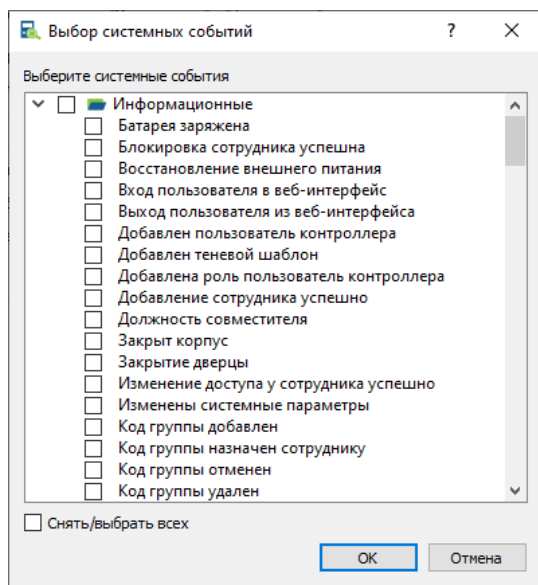 Выбор системных событий
?
Выберите системные события
Информационные
Батарея заряжена
Блокировка сотрудника успешна
Восстановление внешнего питания
Вход пользователя в веб-интерфейс
Выход пользователя из веб-интерфейса
Добавлен пользователь контроллера
Добавлен теневой шаблон
Добавлена роль пользователь контроллера
Добавление сотрудника успешно
Должность совместителя
Закрыт корпус
Закрытие дверцы
Изменение доступа у сотрудника успешно
Изменены системные параметры
Код группы добавлен
Код группы назначен сотруднику
Код группы отменен
Код группы удален
Снять/выбрать всех
ОК
Отмена